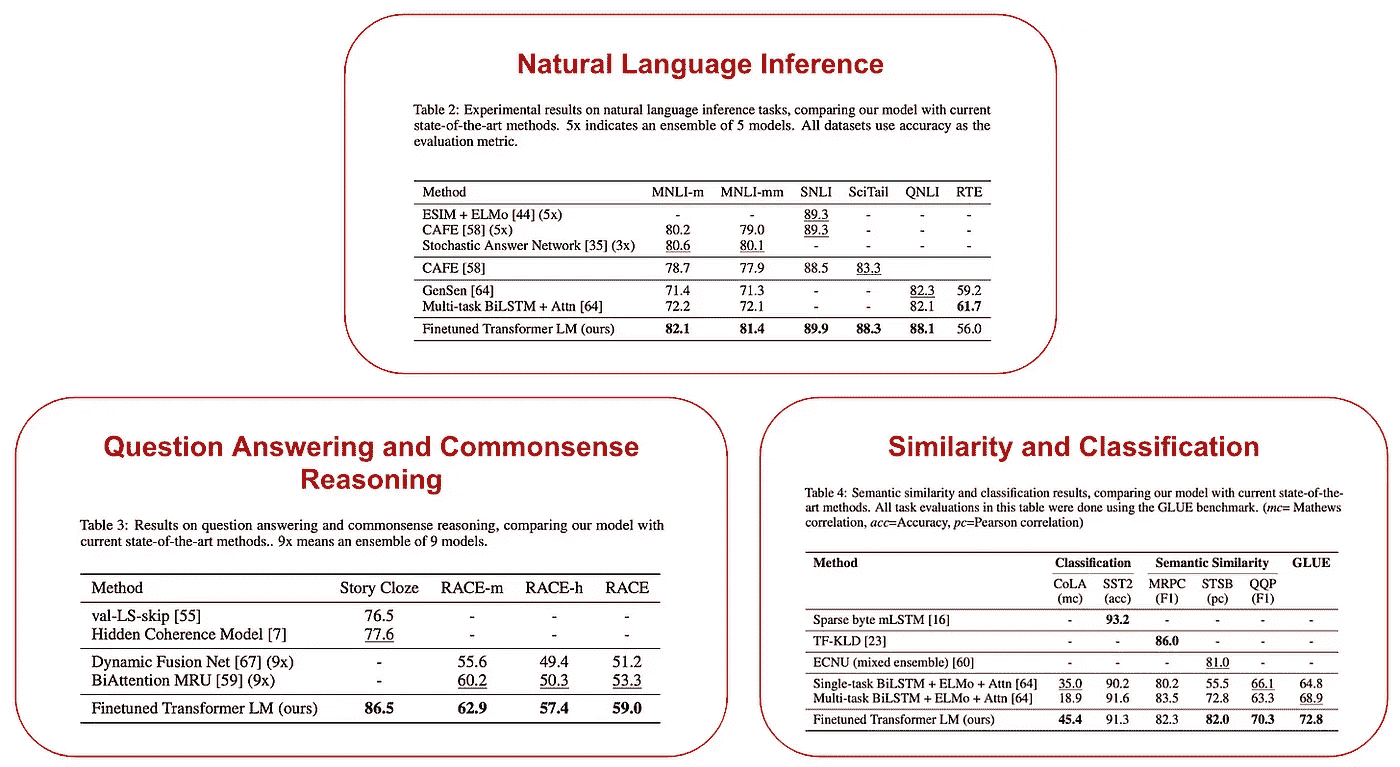 Natural Language Inference
Table 2: Experimental results on natural language inference tasks, comparing our model with current
state-of-the-art methods. 5x indicates an ensemble of 5 models. All datasets use accuracy as the
evaluation metric.
Method MNLI-m MNLI-mm SNLI SciTail QNLI RTE
ESIM + ELMo [44] (5x) - - 89.3 - - -
CAFE [58] (5x) 80.2 79.0 89.3 - - -
Stochastic Answer Network [35] (3x) 80.6 80.1 - - - -
CAFE [58] 78.7 77.9 88.5 83.3
GenSen [64] 71.4 71.3 - - 82.3 59.2
Multi-task BiLSTM + Attn [64] 72.2 72.1 - - 82.1 61.7
Finetuned Transformer LM (ours) 82.1 81.4 89.9 88.3 88.1 56.0
Question Answering and Commonsense
Reasoning
Table 3: Results on question answering and commonsense reasoning, comparing our model with
current state-of-the-art methods.. 9x means an ensemble of 9 models.
Method Story Cloze RACE-m RACE-h RACE
val-LS-skip [55] 76.5 - - -
Hidden Coherence Model [7] 77.6 - - -
Dynamic Fusion Net [67] (9x) - 55.6 49.4 51.2
BiAttention MRU [59] (9x) - 60.2 50.3 53.3
Finetuned Transformer LM (ours) 86.5 62.9 57.4 59.0
Similarity and Classification
Table 4: Semantic similarity and classification results, comparing our model with current state-of-the-
art methods. All task evaluations in this table were done using the GLUE benchmark. (mc= Mathews
correlation, acc=Accuracy, pc=Pearson correlation)
Method Classification Semantic Similarity GLUE
CoLA SST2 MRPC STSB QQP
(mc) (acc) (F1) (pc) (F1)
Sparse byte mLSTM [16] - 93.2 - - - -
TF-KLD [23] - - 86.0 - - -
ECNU (mixed ensemble) [60] - - - 81.0 - -
Single-task BiLSTM + ELMo + Attn [64] 35.0 90.2 80.2 55.5 66.1 64.8
Multi-task BiLSTM + ELMo + Attn [64] 18.9 91.6 83.5 72.8 63.3 68.9
Finetuned Transformer LM (ours) 45.4 91.3 82.3 82.0 70.3 72.8